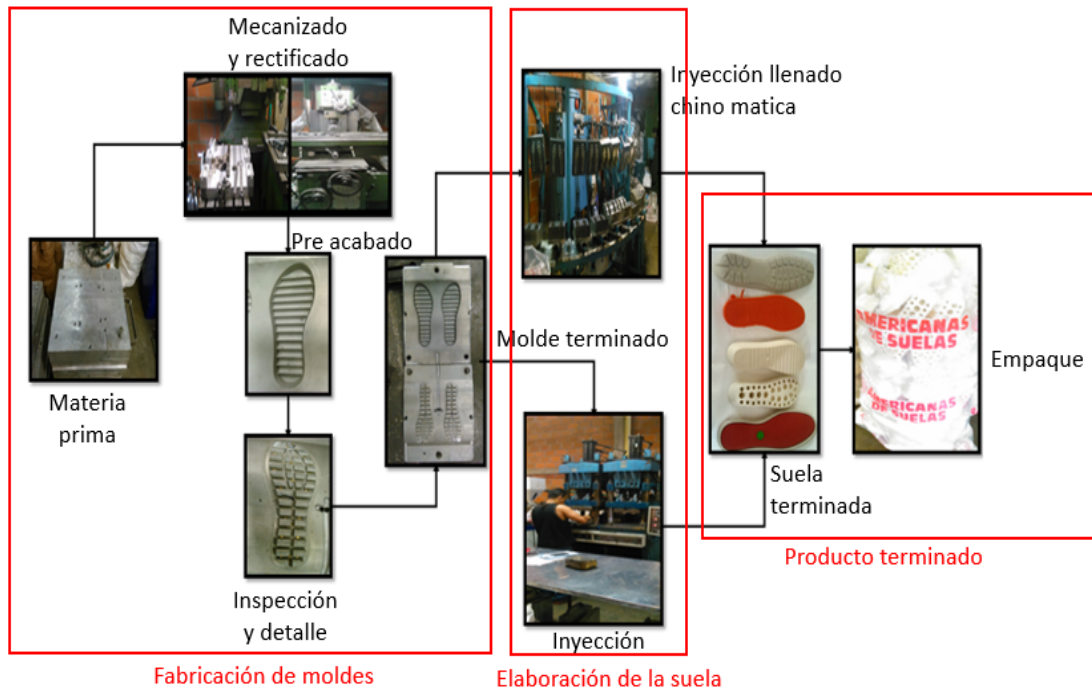 Mecanizado
y rectificado
Inyección llenado
chino matica
Pre acabado
Molde terminado
Materia
prima
AMERICANAS
DE SUELAS
AMERICANAS
DE SUELAS
Empaque
Suela
terminada
Producto terminado
Inspección
y detalle
Inyección
Fabricación de moldes
Elaboración de la suela